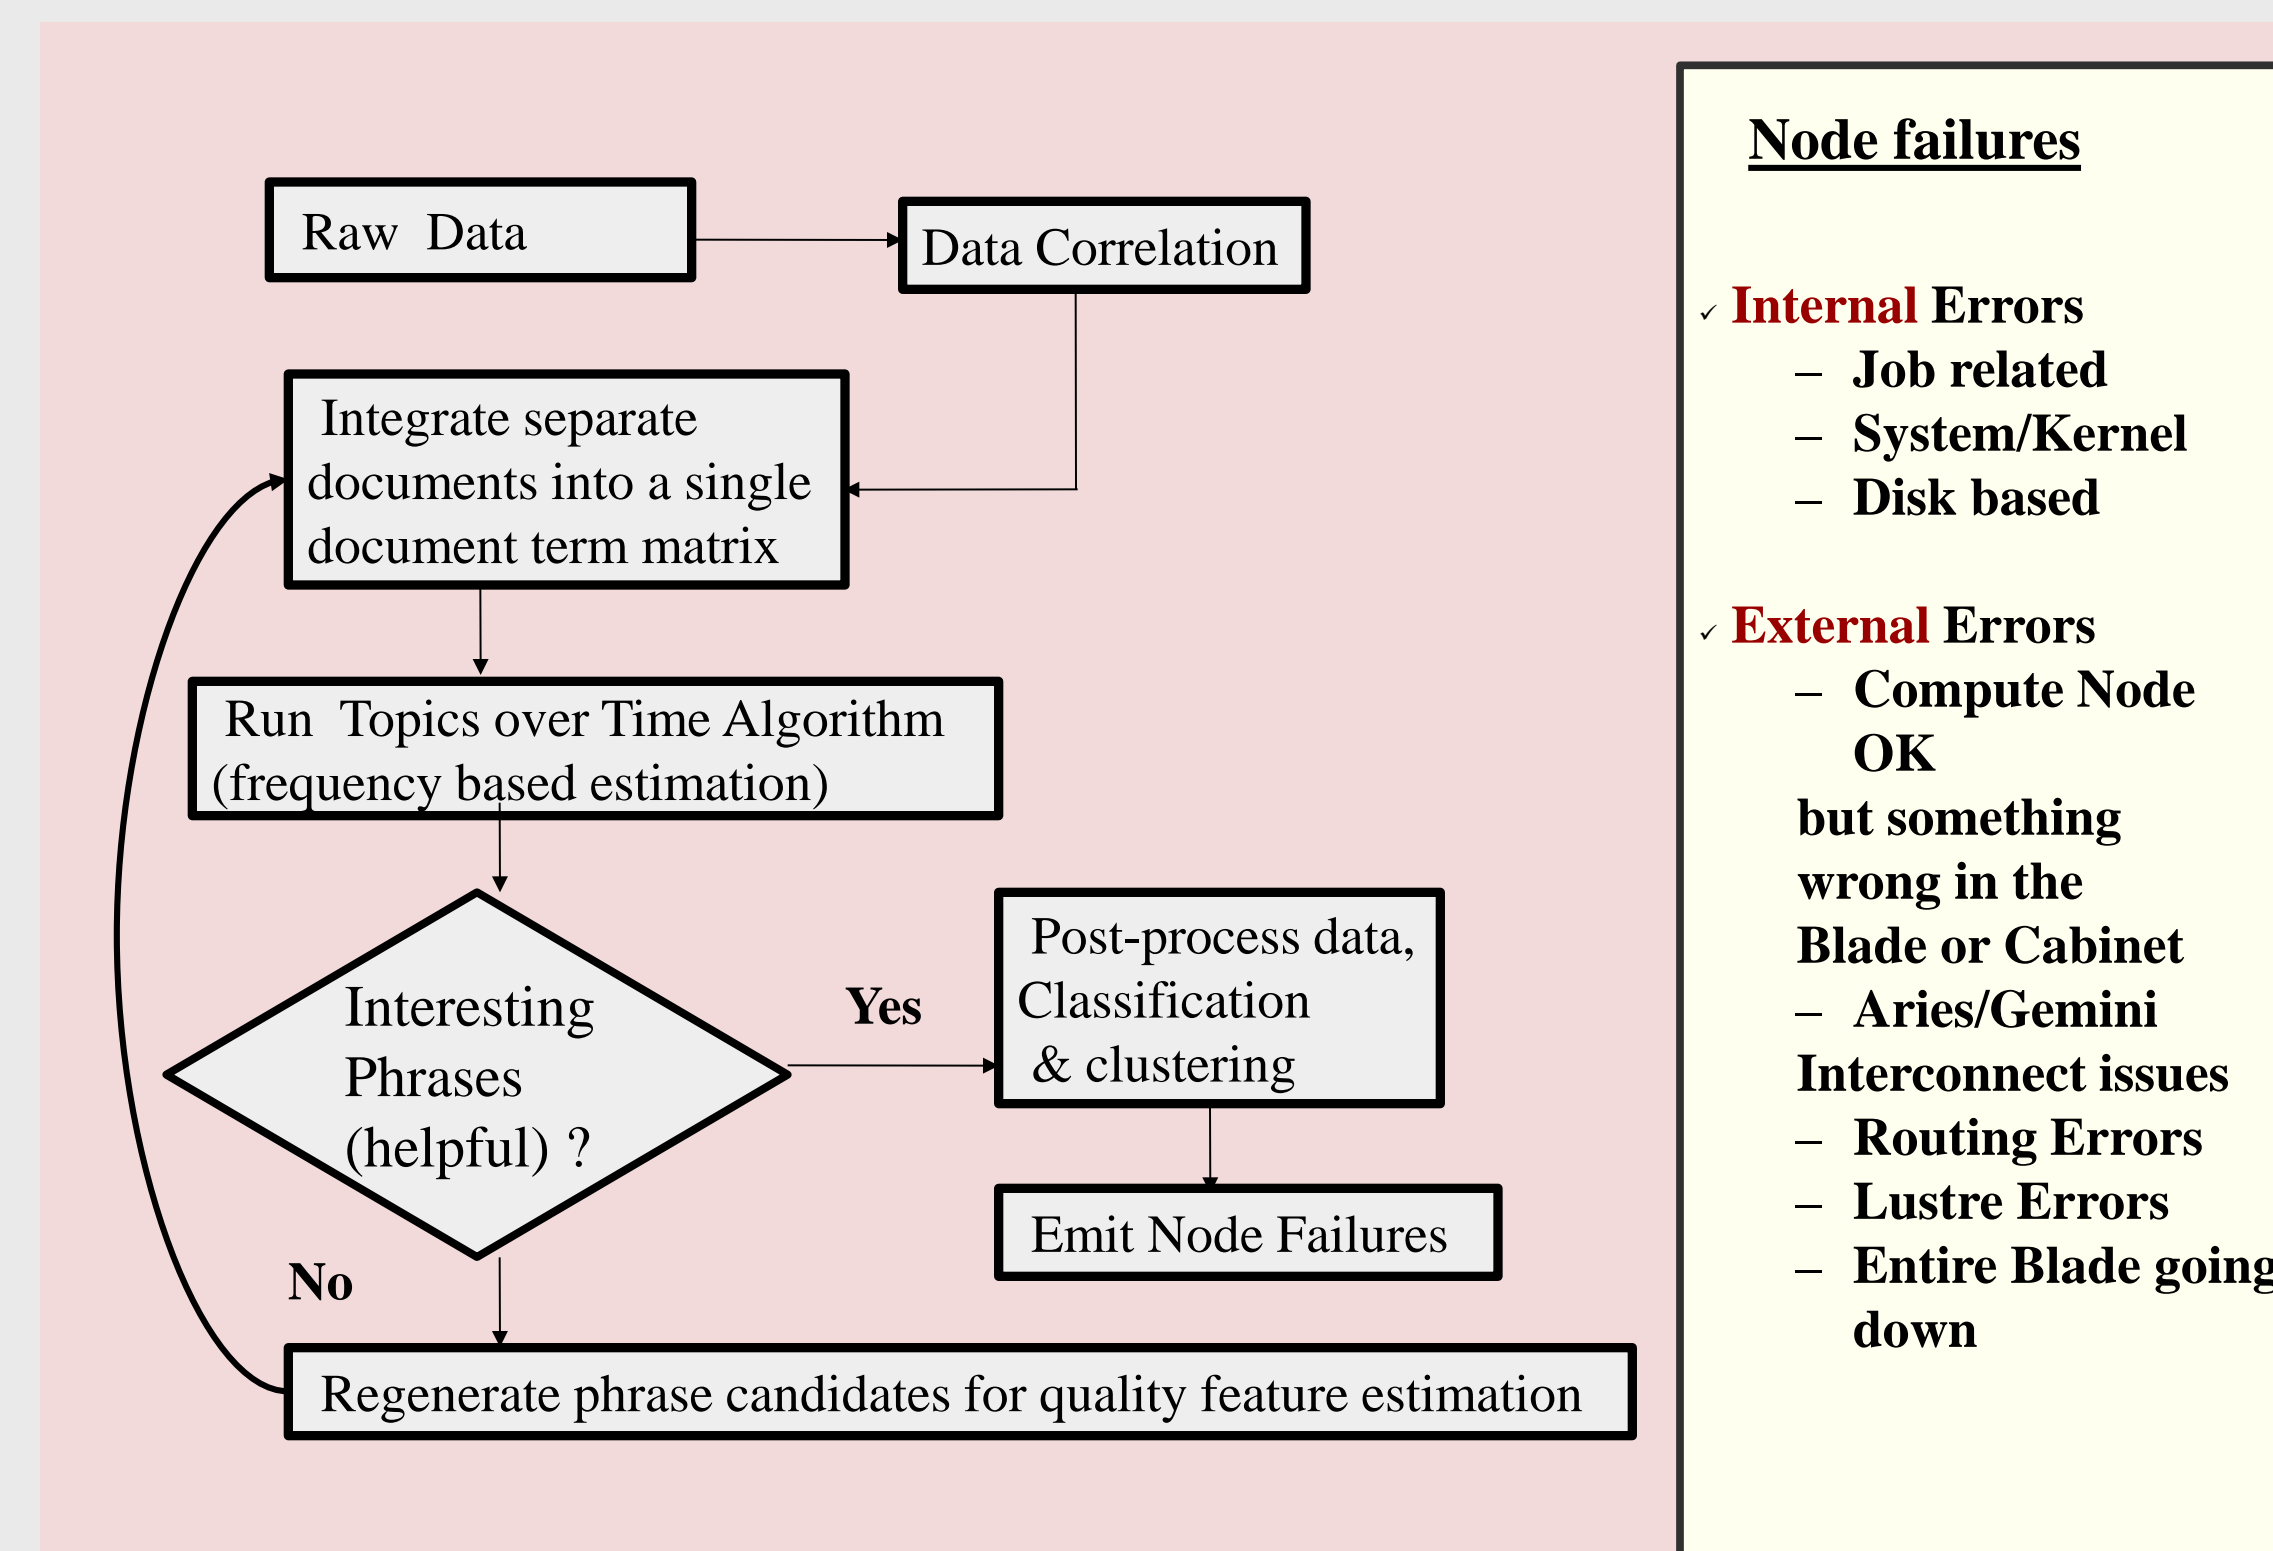 Raw Data
Data Correlation
Integrate separate
documents into a single
document term matrix
Run Topics over Time Algorithm
(frequency based estimation)
Interesting
Phrases
(helpful) ?
Yes
Post-process data,
Classification
& clustering
Emit Node Failures
No
Regenerate phrase candidates for quality feature estimation
Node failures
✓ Internal Errors
– Job related
– System/Kernel
– Disk based
✓ External Errors
– Compute Node
OK
but something
wrong in the
Blade or Cabinet
– Aries/Gemini
Interconnect issues
– Routing Errors
– Lustre Errors
– Entire Blade going
down